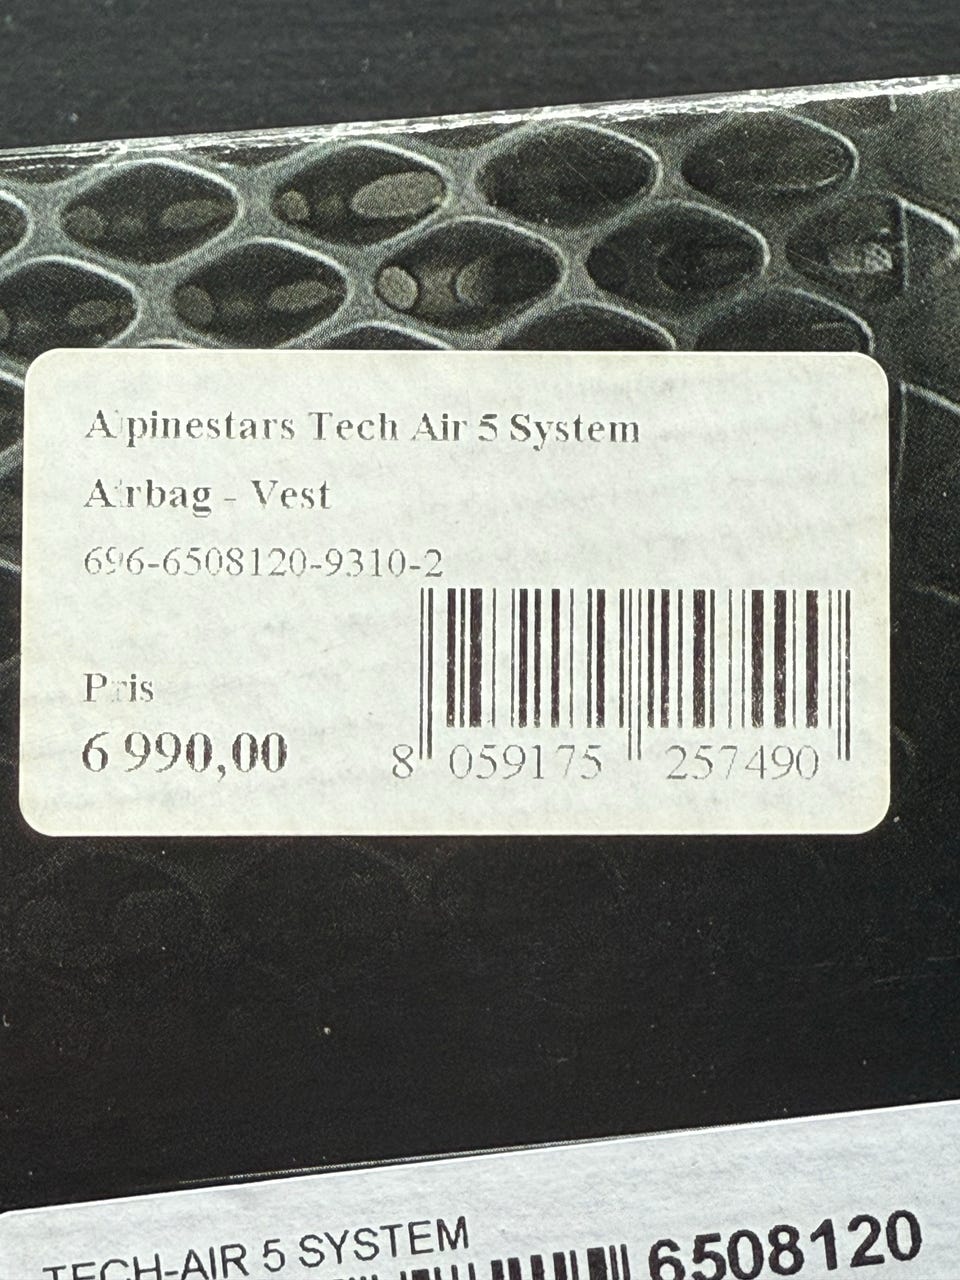 Alpinestars Tech Air 5 System
Airbag - Vest
696-6508120-9310-2
Pris
6 990,00
8 059175 257490
TECH-AIR 5 SYSTEM
6508120